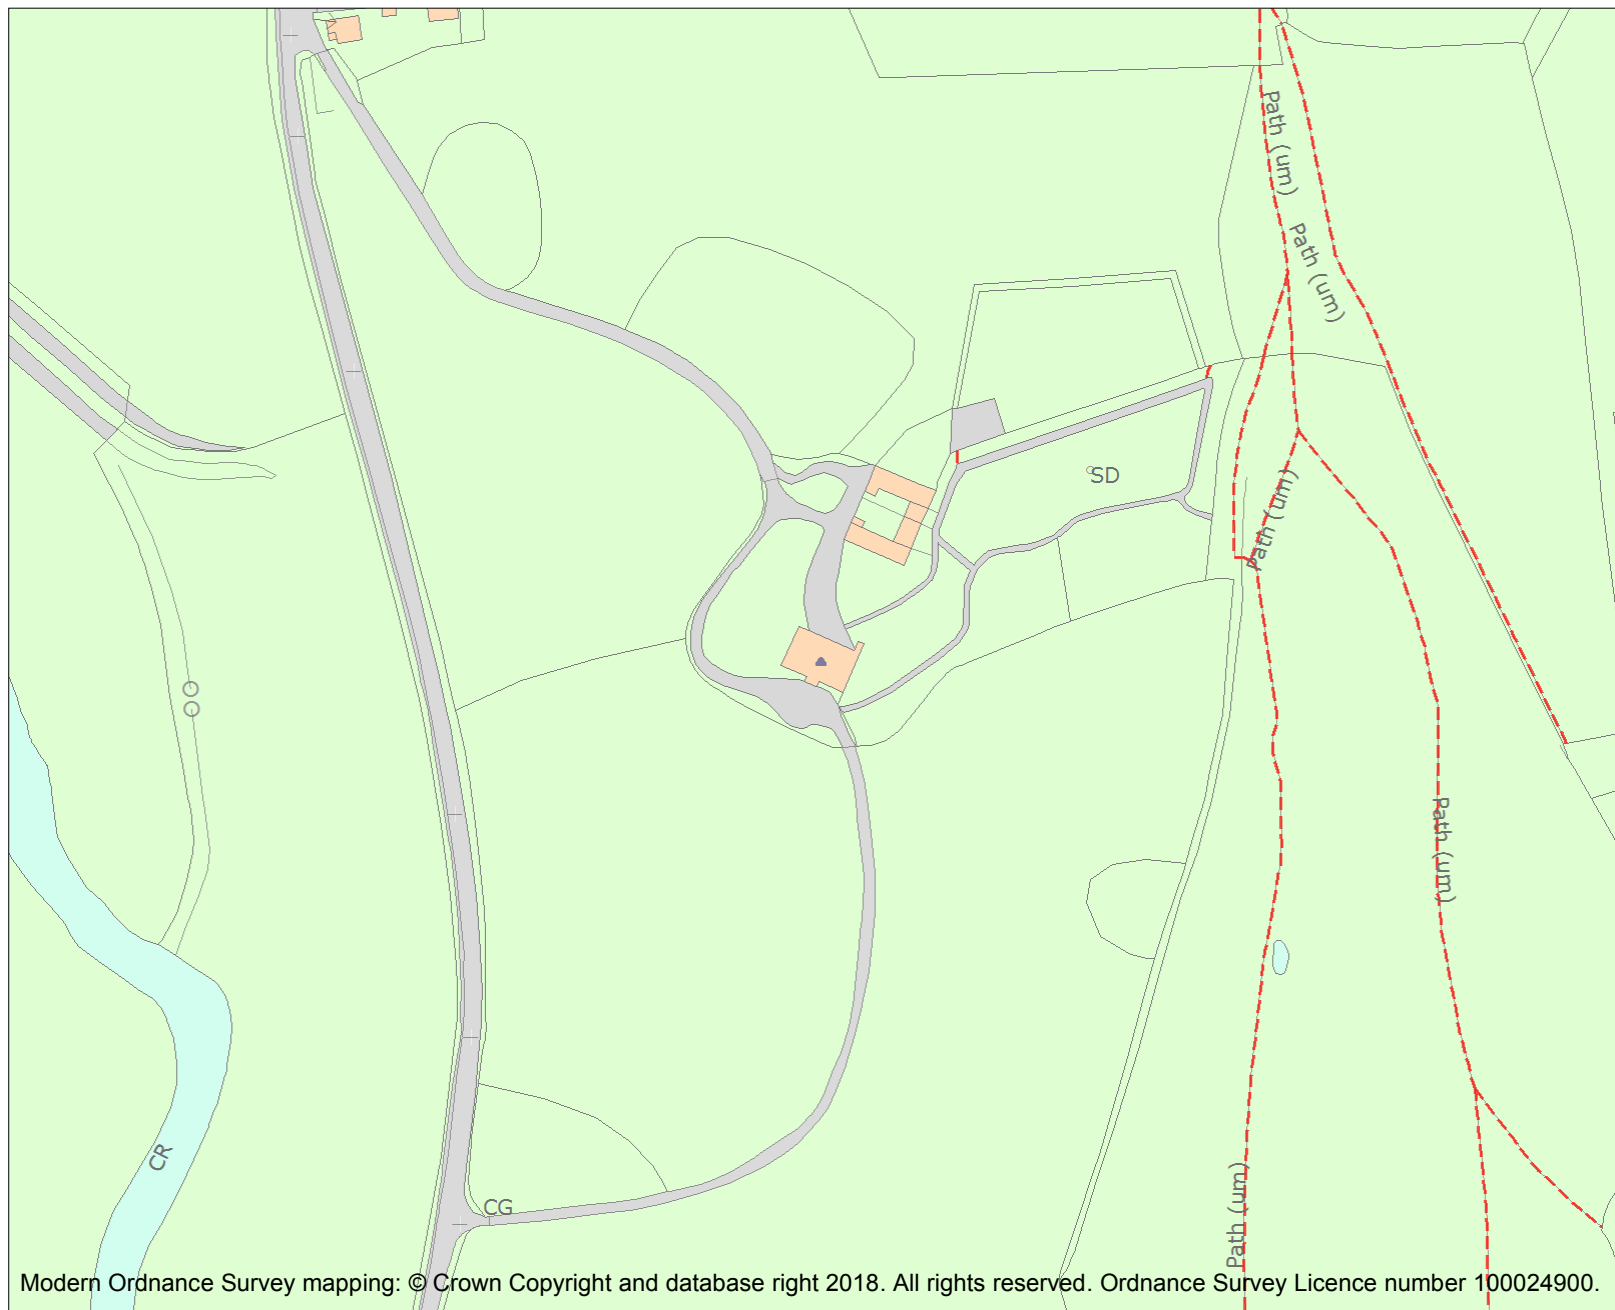 Path (um)
Path (um)
SD
Path (um)
Path (um)
CR
Path (um)
CG
Modern Ordnance Survey mapping: © Crown Copyright and database right 2018. All rights reserved. Ordnance Survey Licence number 100024900.